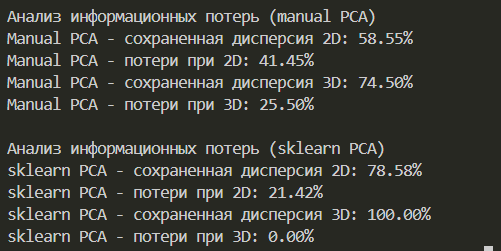 Анализ информационных потерь (manual PCA)
Manual PCA - сохраненная дисперсия 2D: 58.55%
Manual PCA - потери при 2D: 41.45%
Manual PCA - сохраненная дисперсия 3D: 74.50%
Manual PCA - потери при 3D: 25.50%
Анализ информационных потерь (sklearn PCA)
sklearn PCA - сохраненная дисперсия 2D: 78.58%
sklearn PCA - потери при 2D: 21.42%
sklearn PCA - сохраненная дисперсия 3D: 100.00%
sklearn PCA - потери при 3D: 0.00%